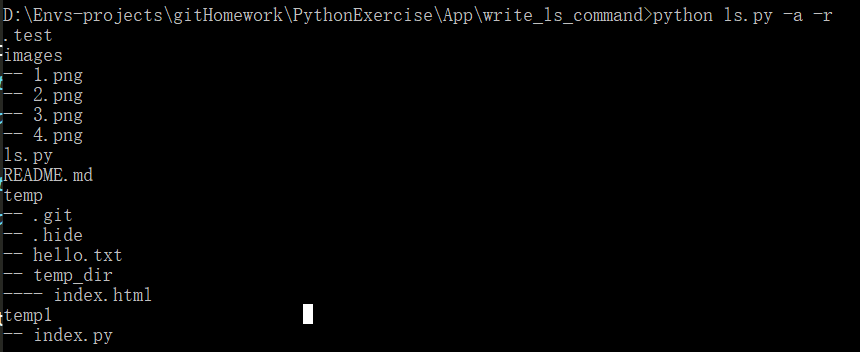 D:\Envs-projects\gitHomework\PythonExercise\App\write_ls_command>python ls.py -a -r
.test
images
-- 1.png
-- 2.png
-- 3.png
-- 4.png
ls.py
README.md
temp
-- .git
-- .hide
-- hello.txt
-- temp_dir
---- index.html
temp1
-- index.py